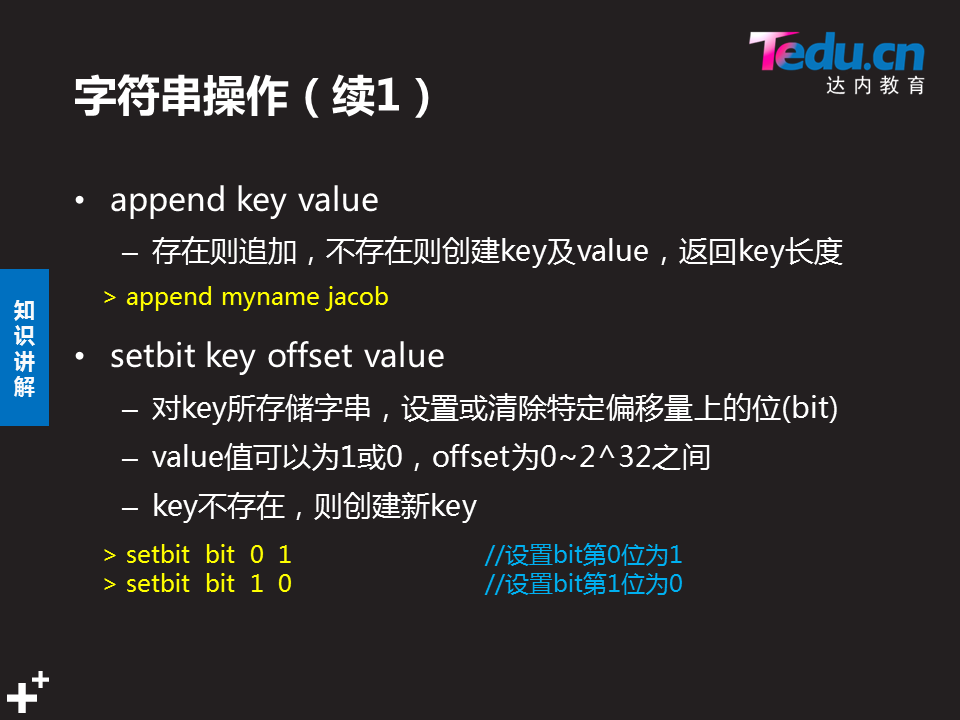 Tedu.cn
达内教育
字符串操作（续1）
• append key value
– 存在则追加，不存在则创建key及value，返回key长度
> append myname jacob
• setbit key offset value
– 对key所存储字串，设置或清除特定偏移量上的位(bit)
– value值可以为1或0，offset为0~2^32之间
– key不存在，则创建新key
> setbit bit 0 1 //设置bit第0位为1
> setbit bit 1 0 //设置bit第1位为0
知识讲解